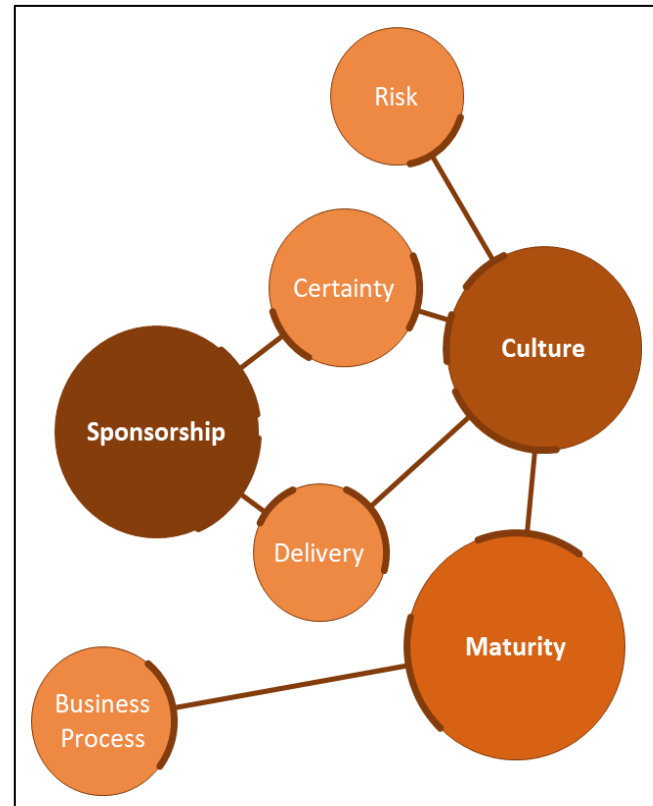 Risk
Certainty
Culture
Sponsorship
Delivery
Maturity
Business
Process